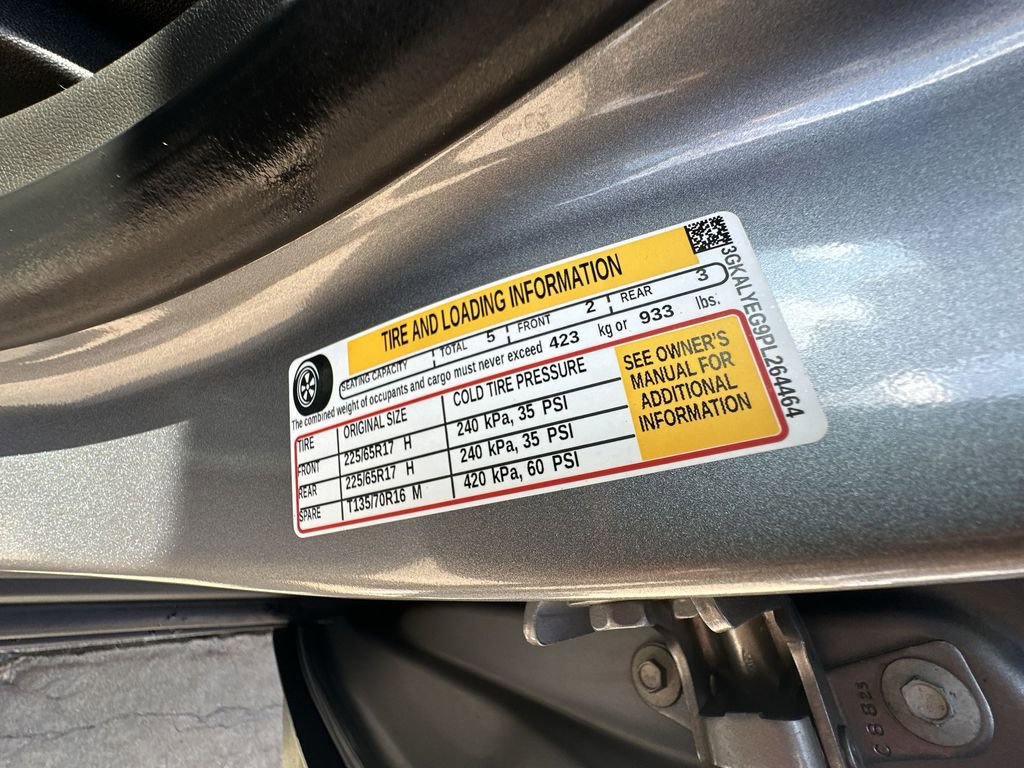 TIRE AND LOADING INFORMATION
SEATING CAPACITY TOTAL 5 FRONT 2 REAR 3
The combined weight of occupants and cargo must never exceed 423 kg or 933 lbs.
TIRE ORIGINAL SIZE COLD TIRE PRESSURE
FRONT 225/65R17 H 240 kPa, 35 PSI
REAR 225/65R17 H 240 kPa, 35 PSI
SPARE T135/70R16 M 420 kPa, 60 PSI
SEE OWNER'S
MANUAL FOR
ADDITIONAL
INFORMATION
3GKALYEG9PL264464
C 8 8 25